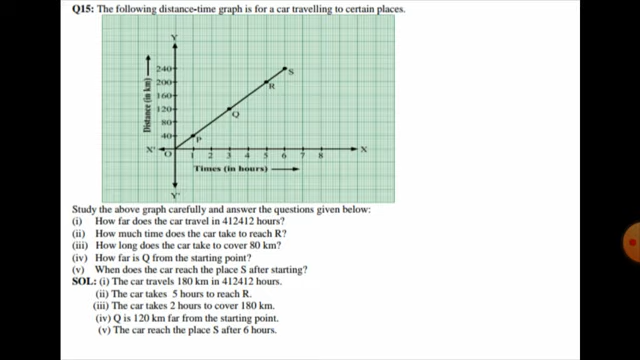 Q15: The following distance-time graph is for a car travelling to certain places.
Y
Distance (in km)
240
200
160
120
80
40
S
R
Q
P
X' O 1 2 3 4 5 6 7 8 X
Times (in hours)
Y'
Study the above graph carefully and answer the questions given below:
(i) How far does the car travel in 412412 hours?
(ii) How much time does the car take to reach R?
(iii) How long does the car take to cover 80 km?
(iv) How far is Q from the starting point?
(v) When does the car reach the place S after starting?
SOL: (i) The car travels 180 km in 412412 hours.
(ii) The car takes 5 hours to reach R.
(iii) The car takes 2 hours to cover 180 km.
(iv) Q is 120 km far from the starting point.
(v) The car reach the place S after 6 hours.